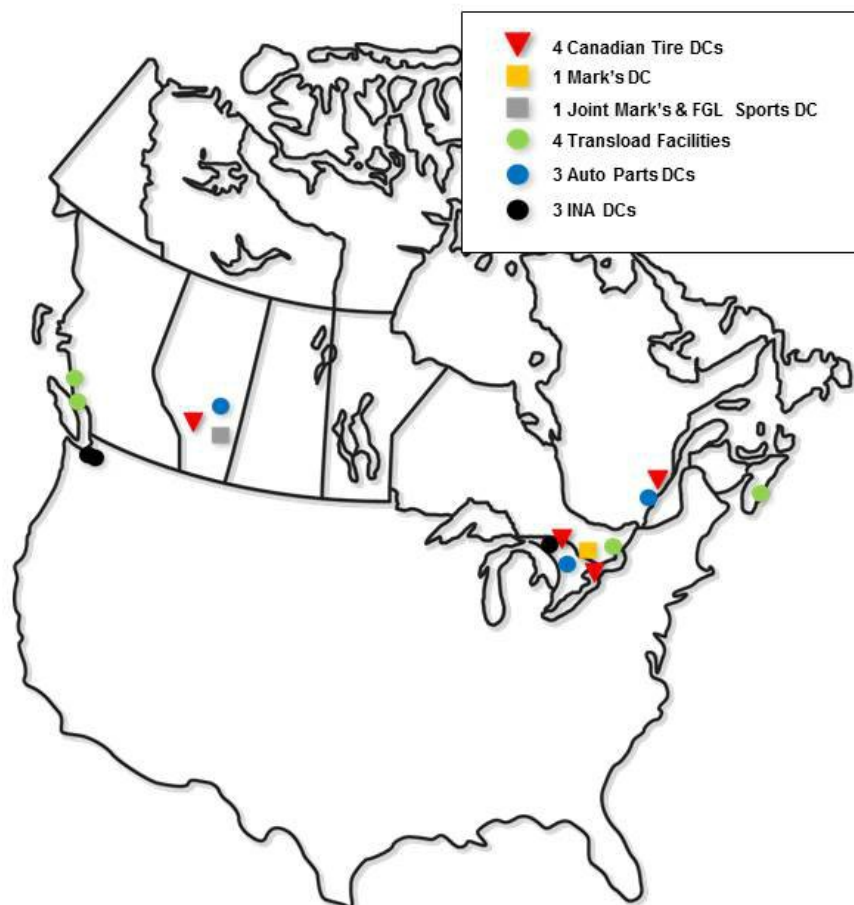 4 Canadian Tire DCs
1 Mark's DC
1 Joint Mark's & FGL Sports DC
4 Transload Facilities
3 Auto Parts DCs
3 INA DCs